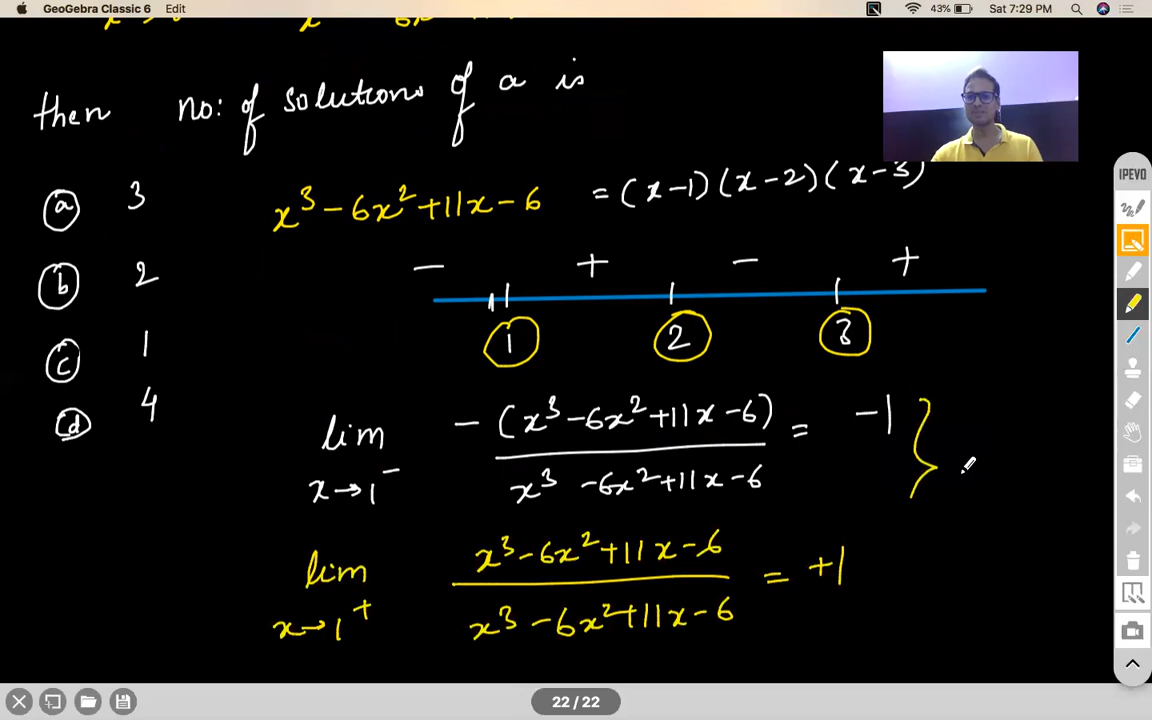 GeoGebra Classic 6 Edit 43% Sat 7:29 PM
then no: of solutions of a is
IPEVO
(a) 3
x³ - 6x² + 11x - 6 = (x-1)(x-2)(x-3)
(b) 2
- + - +
1 2 3
(c) 1
(d) 4
lim x→1⁻ -(x³-6x²+11x-6) / x³-6x²+11x-6 = -1
lim x→1⁺ x³-6x²+11x-6 / x³-6x²+11x-6 = +1
22 / 22